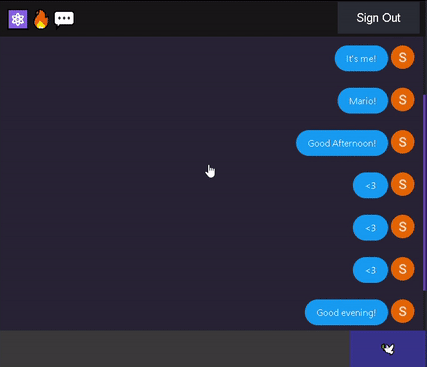 ⚛️🔥💬
Sign Out
It's me!
S
Mario!
S
Good Afternoon!
S
<3
S
<3
S
<3
S
Good evening!
S